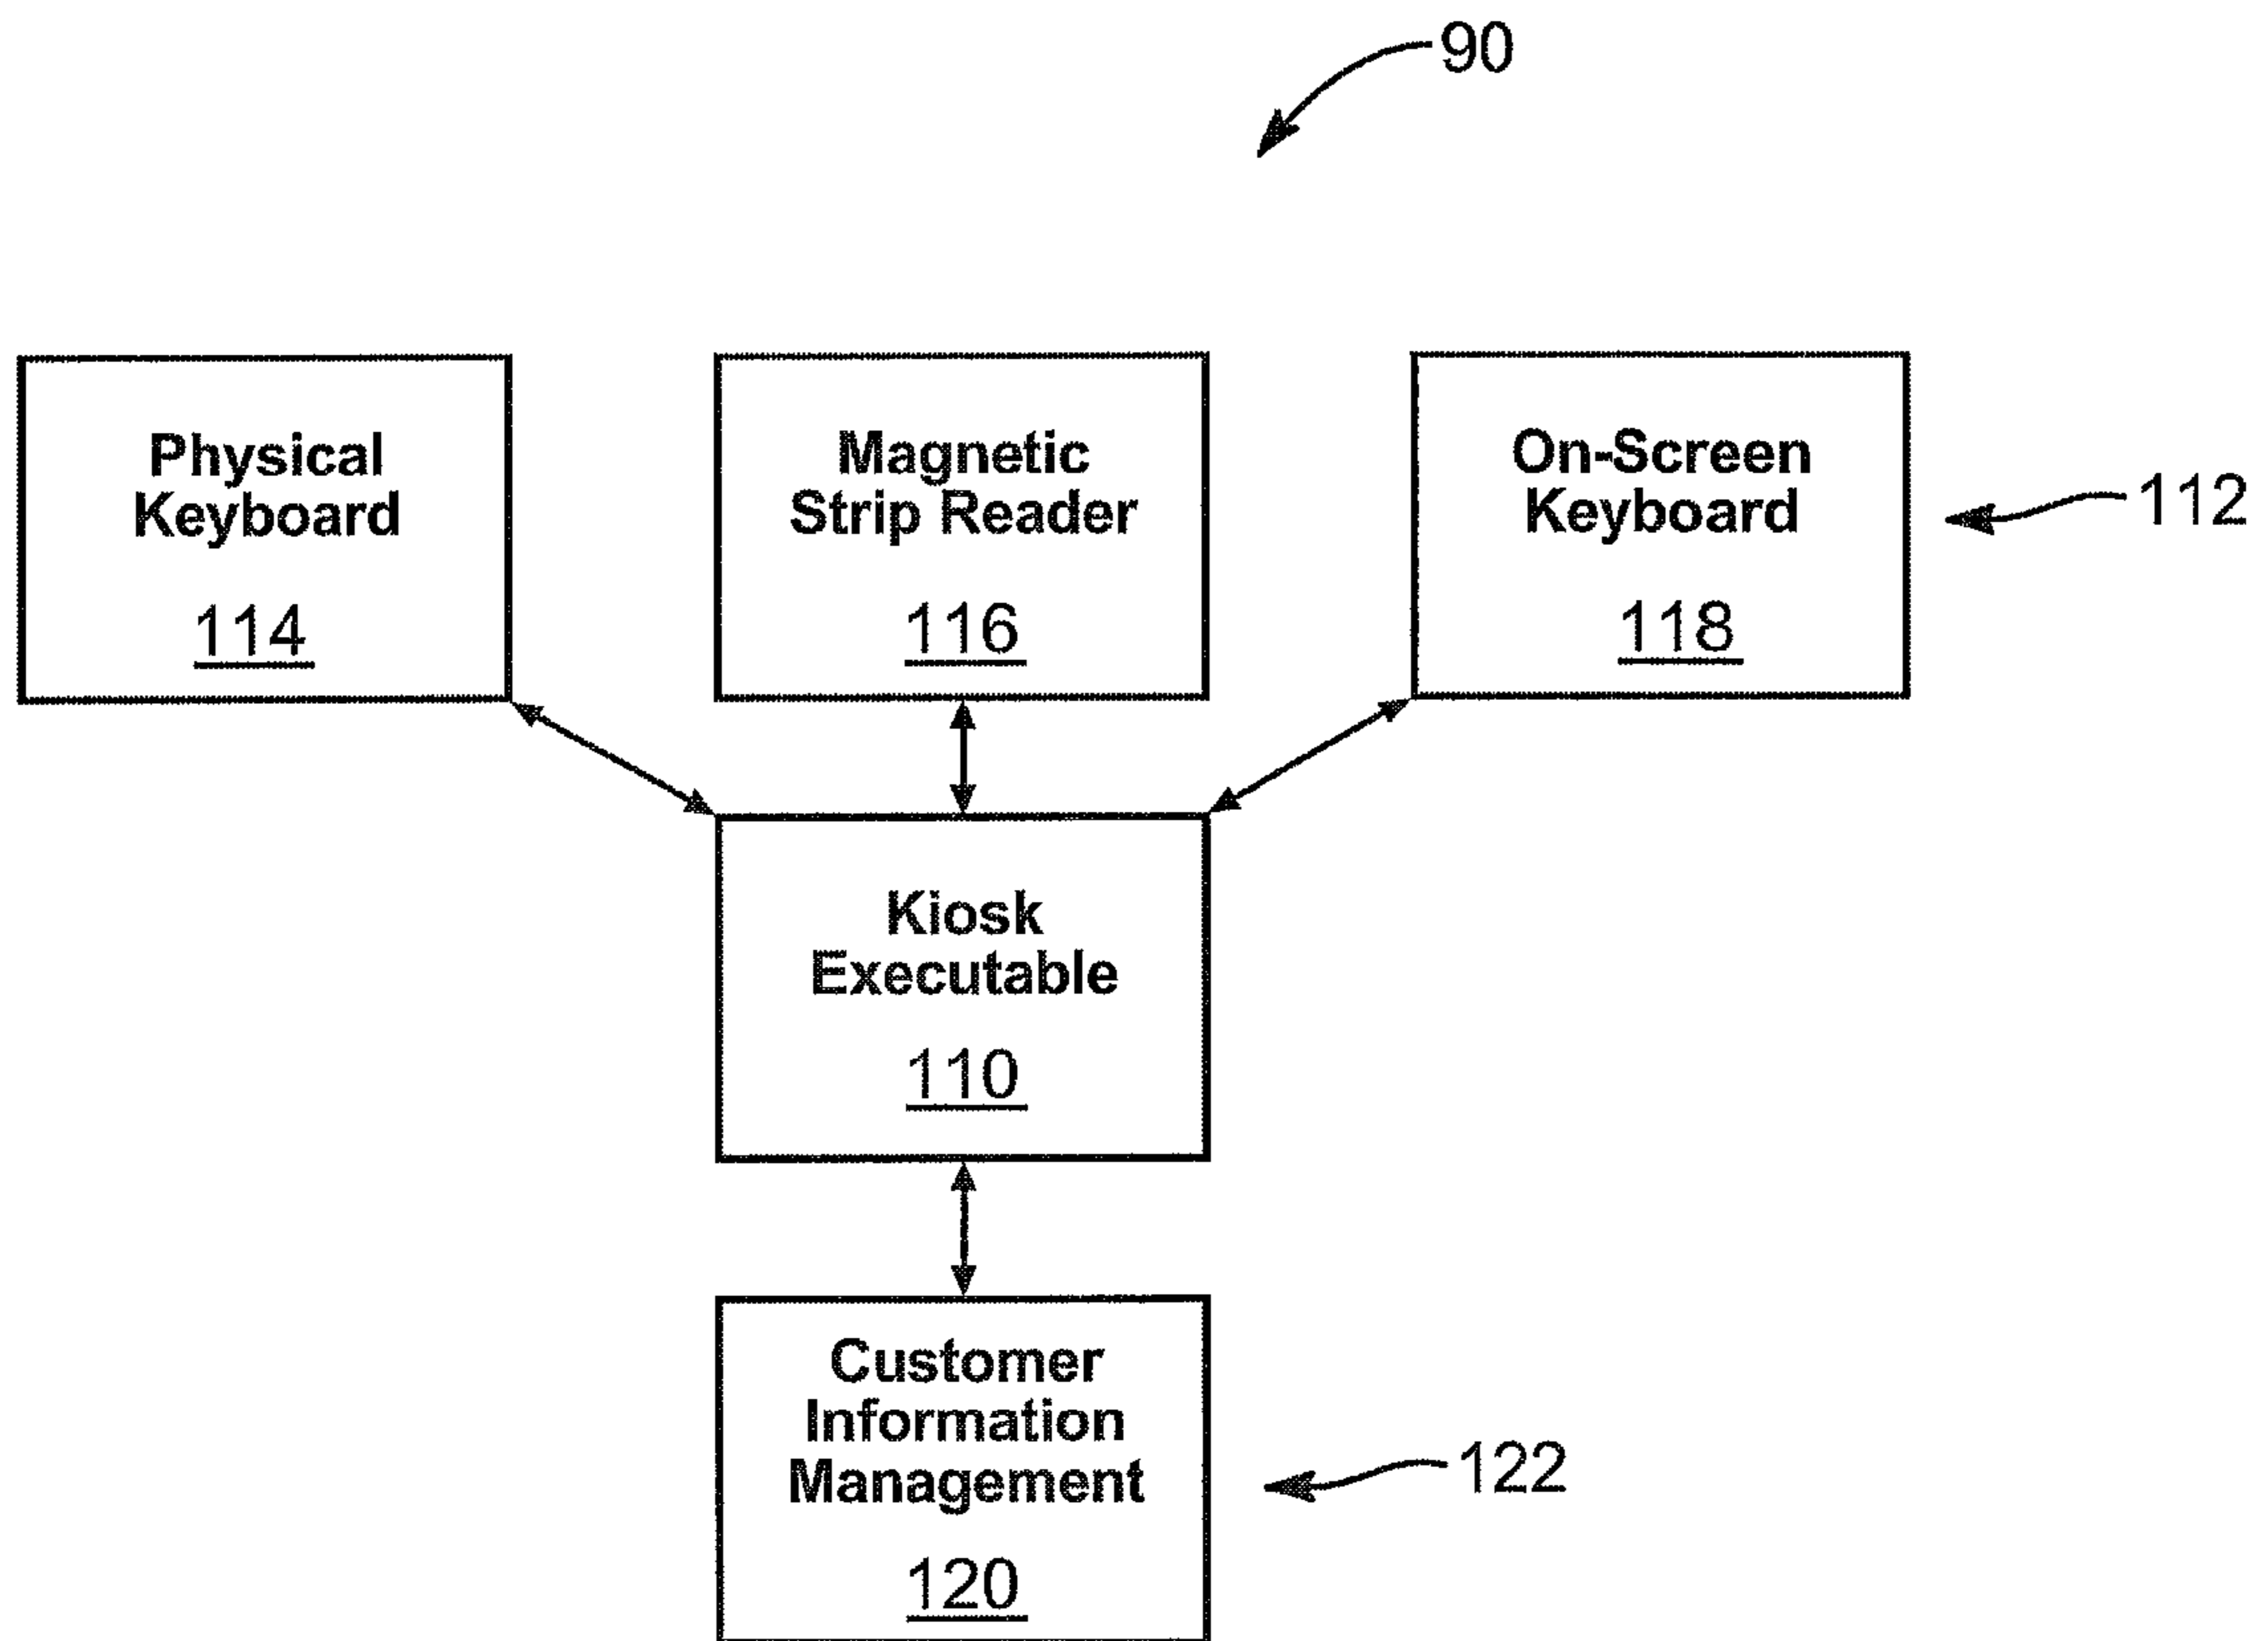 90
Physical
Keyboard
114
Magnetic
Strip Reader
116
On-Screen
Keyboard
118
112
Kiosk
Executable
110
Customer
Information
Management
120
122